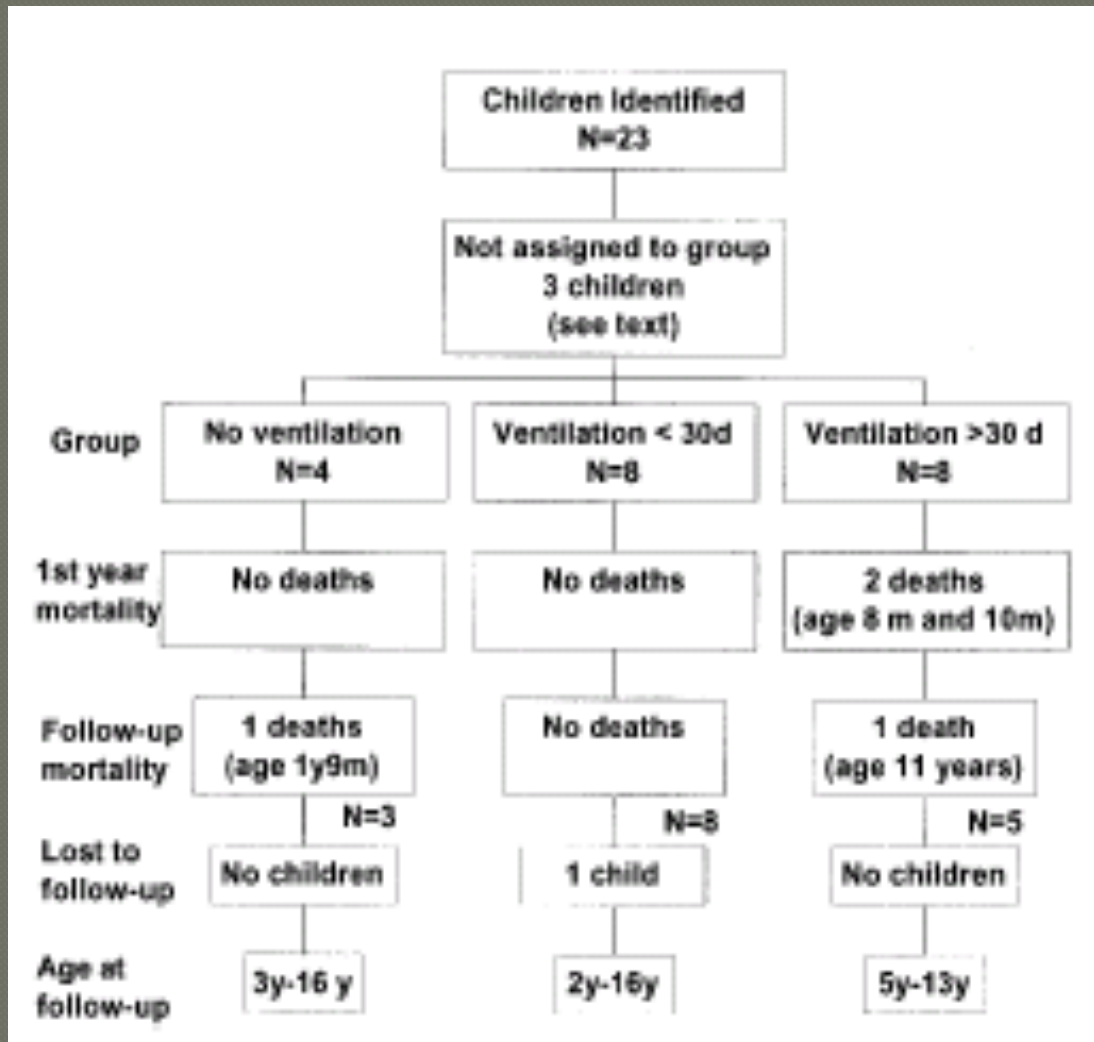 Children Identified
N=23
Not assigned to group
3 children
(see text)
Group
No ventilation
N=4
Ventilation < 30d
N=8
Ventilation >30 d
N=8
1st year
mortality
No deaths
No deaths
2 deaths
(age 8 m and 10m)
Follow-up
mortality
1 deaths
(age 1y9m)
No deaths
1 death
(age 11 years)
N=3
N=8
N=5
Lost to
follow-up
No children
1 child
No children
Age at
follow-up
3y-16 y
2y-16y
5y-13y